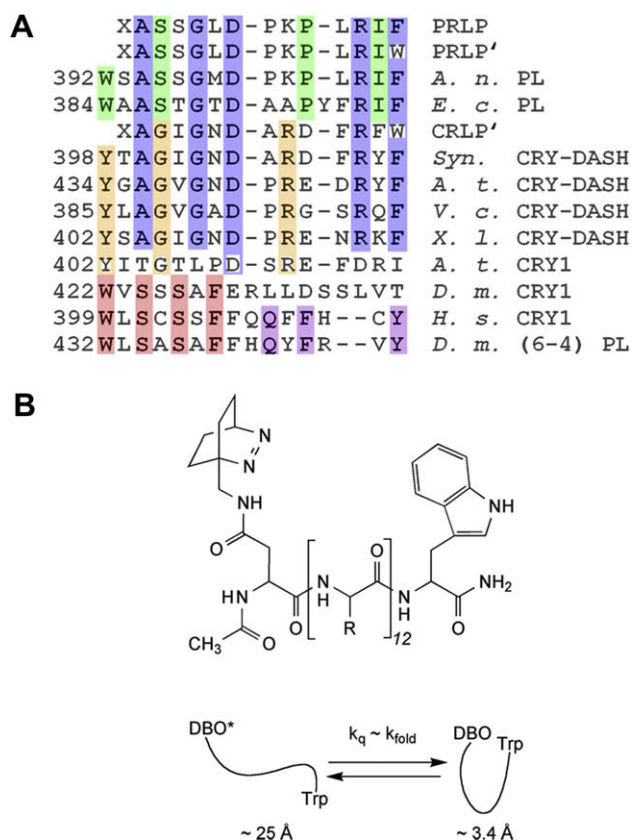 A
XASSGLD-PKP-LRIF PRLP
XASSGLD-PKP-LRIW PRLP'
392 WSASSGMD-PKP-LRIF A. n. PL
384 WAASTGTD-AAPYFRIF E. c. PL
XAGIGND-ARD-FRFW CRLP'
398 YTAGIGND-ARD-FRYF Syn. CRY-DASH
434 YGAGVGND-PRE-DRYF A. t. CRY-DASH
385 YLAGVGAD-PRG-SRQF V. c. CRY-DASH
402 YSAGIGND-PRE-NRKF X. l. CRY-DASH
402 YITGTLPD-SRE-FDRI A. t. CRY1
422 WVSSSAFERLLDSSLVT D. m. CRY1
399 WLSCSSFFQQFFH--CY H. s. CRY1
432 WLSASAFFHQYFR--VY D. m. (6-4) PL
B
N
N
NH
O
HN
CH3
O
O
N
H
R
O
12
N
H
O
NH2
NH
DBO*
Trp
kq ~ kfold
DBO
Trp
~ 25 Å
~ 3.4 Å